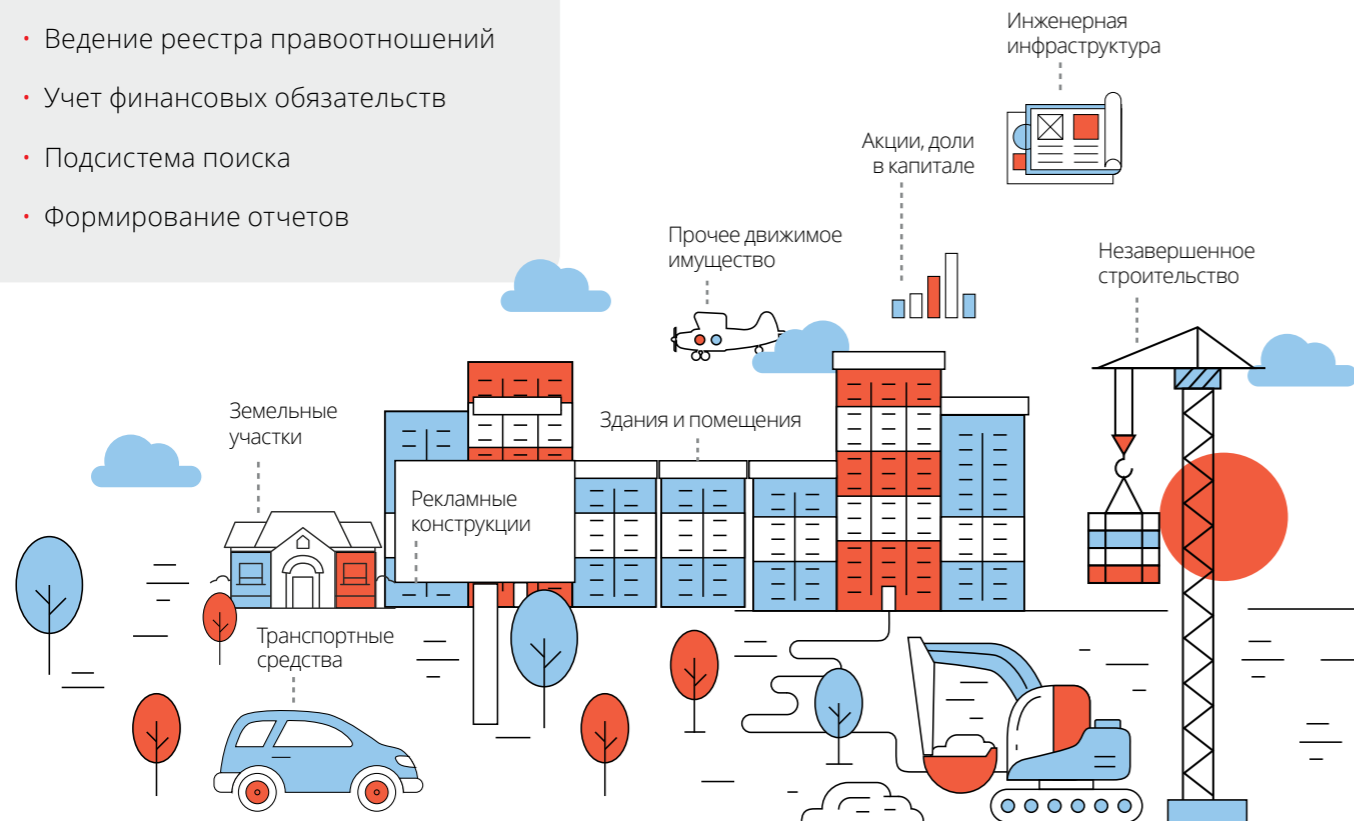 • Ведение реестра правоотношений
• Учет финансовых обязательств
• Подсистема поиска
• Формирование отчетов
Инженерная
инфраструктура
Акции, доли
в капитале
Прочее движимое
имущество
Незавершенное
строительство
Земельные
участки
Здания и помещения
Рекламные
конструкции
Транспортные
средства